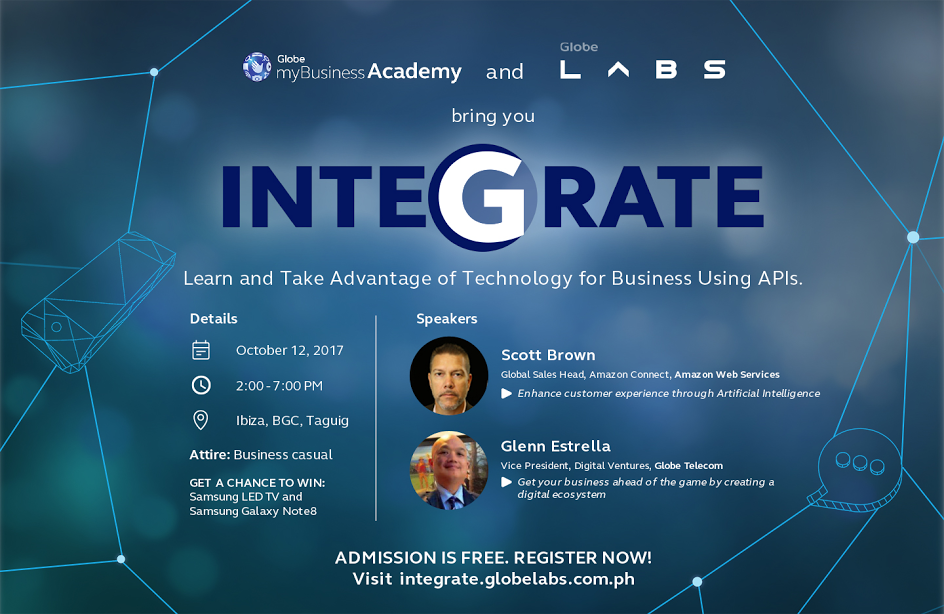 Globe
myBusiness Academy and Globe
LABS
bring you
INTEGRATE
Learn and Take Advantage of Technology for Business Using APIs.
Details
October 12, 2017
2:00 - 7:00 PM
Ibiza, BGC, Taguig
Attire: Business casual
GET A CHANCE TO WIN:
Samsung LED TV and
Samsung Galaxy Note8
Speakers
Scott Brown
Global Sales Head, Amazon Connect, Amazon Web Services
Enhance customer experience through Artificial Intelligence
Glenn Estrella
Vice President, Digital Ventures, Globe Telecom
Get your business ahead of the game by creating a
digital ecosystem
ADMISSION IS FREE. REGISTER NOW!
Visit integrate.globelabs.com.ph